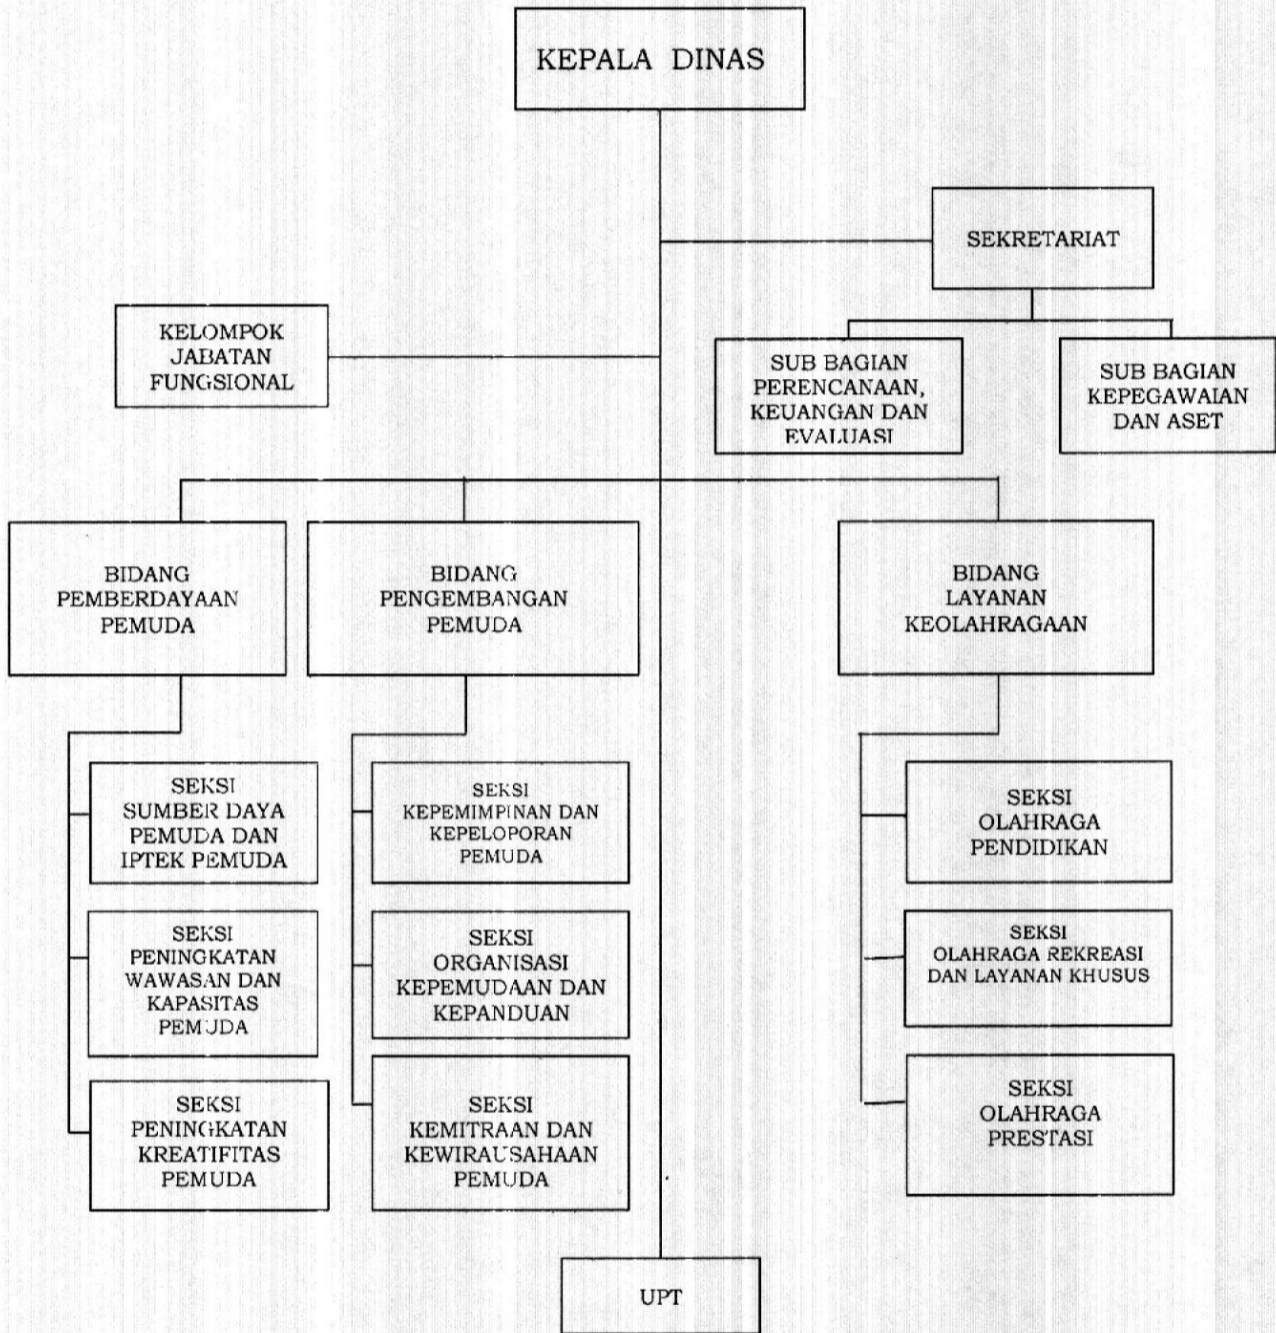 KEPALA DINAS
SEKRETARIAT
KELOMPOK
JABATAN
FUNGSIONAL
SUB BAGIAN
PERENCANAAN,
KEUANGAN DAN
EVALUASI
SUB BAGIAN
KEPEGAWAIAN
DAN ASET
BIDANG
PEMBERDAYAAN
PEMUDA
BIDANG
PENGEMBANGAN
PEMUDA
BIDANG
LAYANAN
KEOLAHRAGAAN
SEKSI
SUMBER DAYA
PEMUDA DAN
IPTEK PEMUDA
SEKSI
PENINGKATAN
WAWASAN DAN
KAPASITAS
PEMUDA
SEKSI
PENINGKATAN
KREATIFITAS
PEMUDA
SEKSI
KEPEMIMPINAN DAN
KEPELOPORAN
PEMUDA
SEKSI
ORGANISASI
KEPEMUDAAN DAN
KEPANDUAN
SEKSI
KEMITRAAN DAN
KEWIRAUSAHAAN
PEMUDA
SEKSI
OLAHRAGA
PENDIDIKAN
SEKSI
OLAHRAGA REKREASI
DAN LAYANAN KHUSUS
SEKSI
OLAHRAGA
PRESTASI
UPT